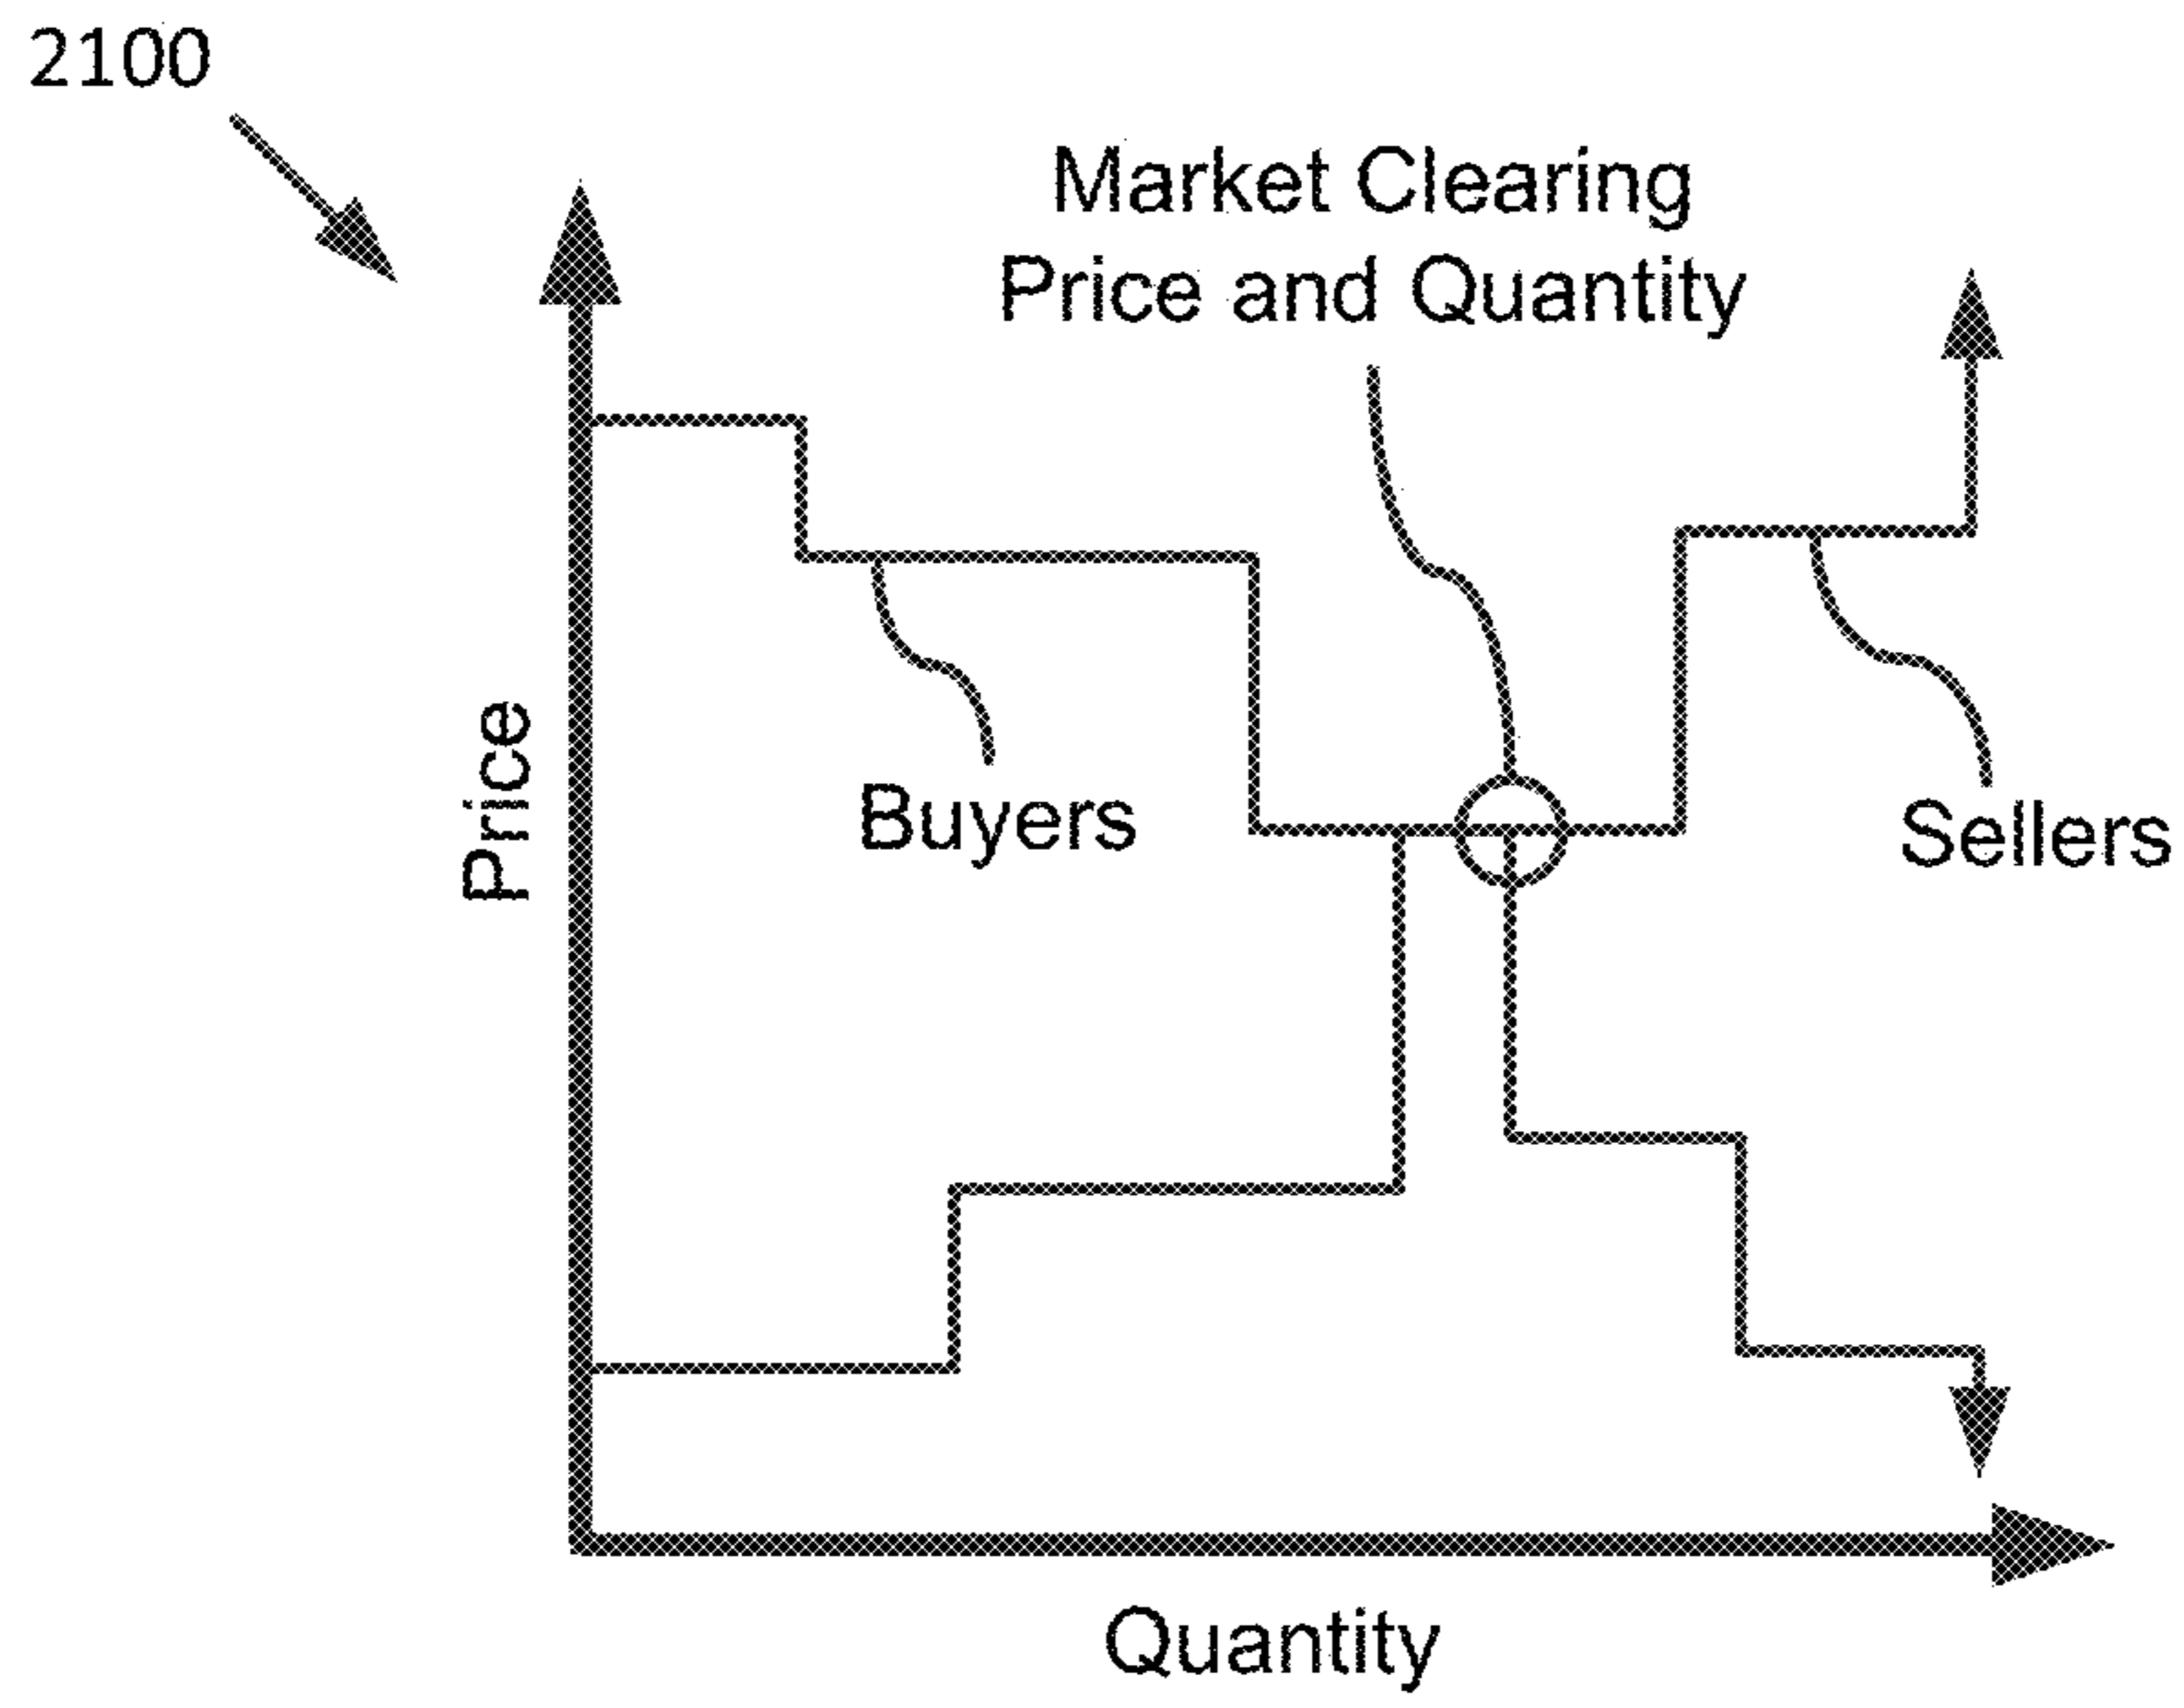 2100
Market Clearing
Price and Quantity
Price
Buyers
Sellers
Quantity